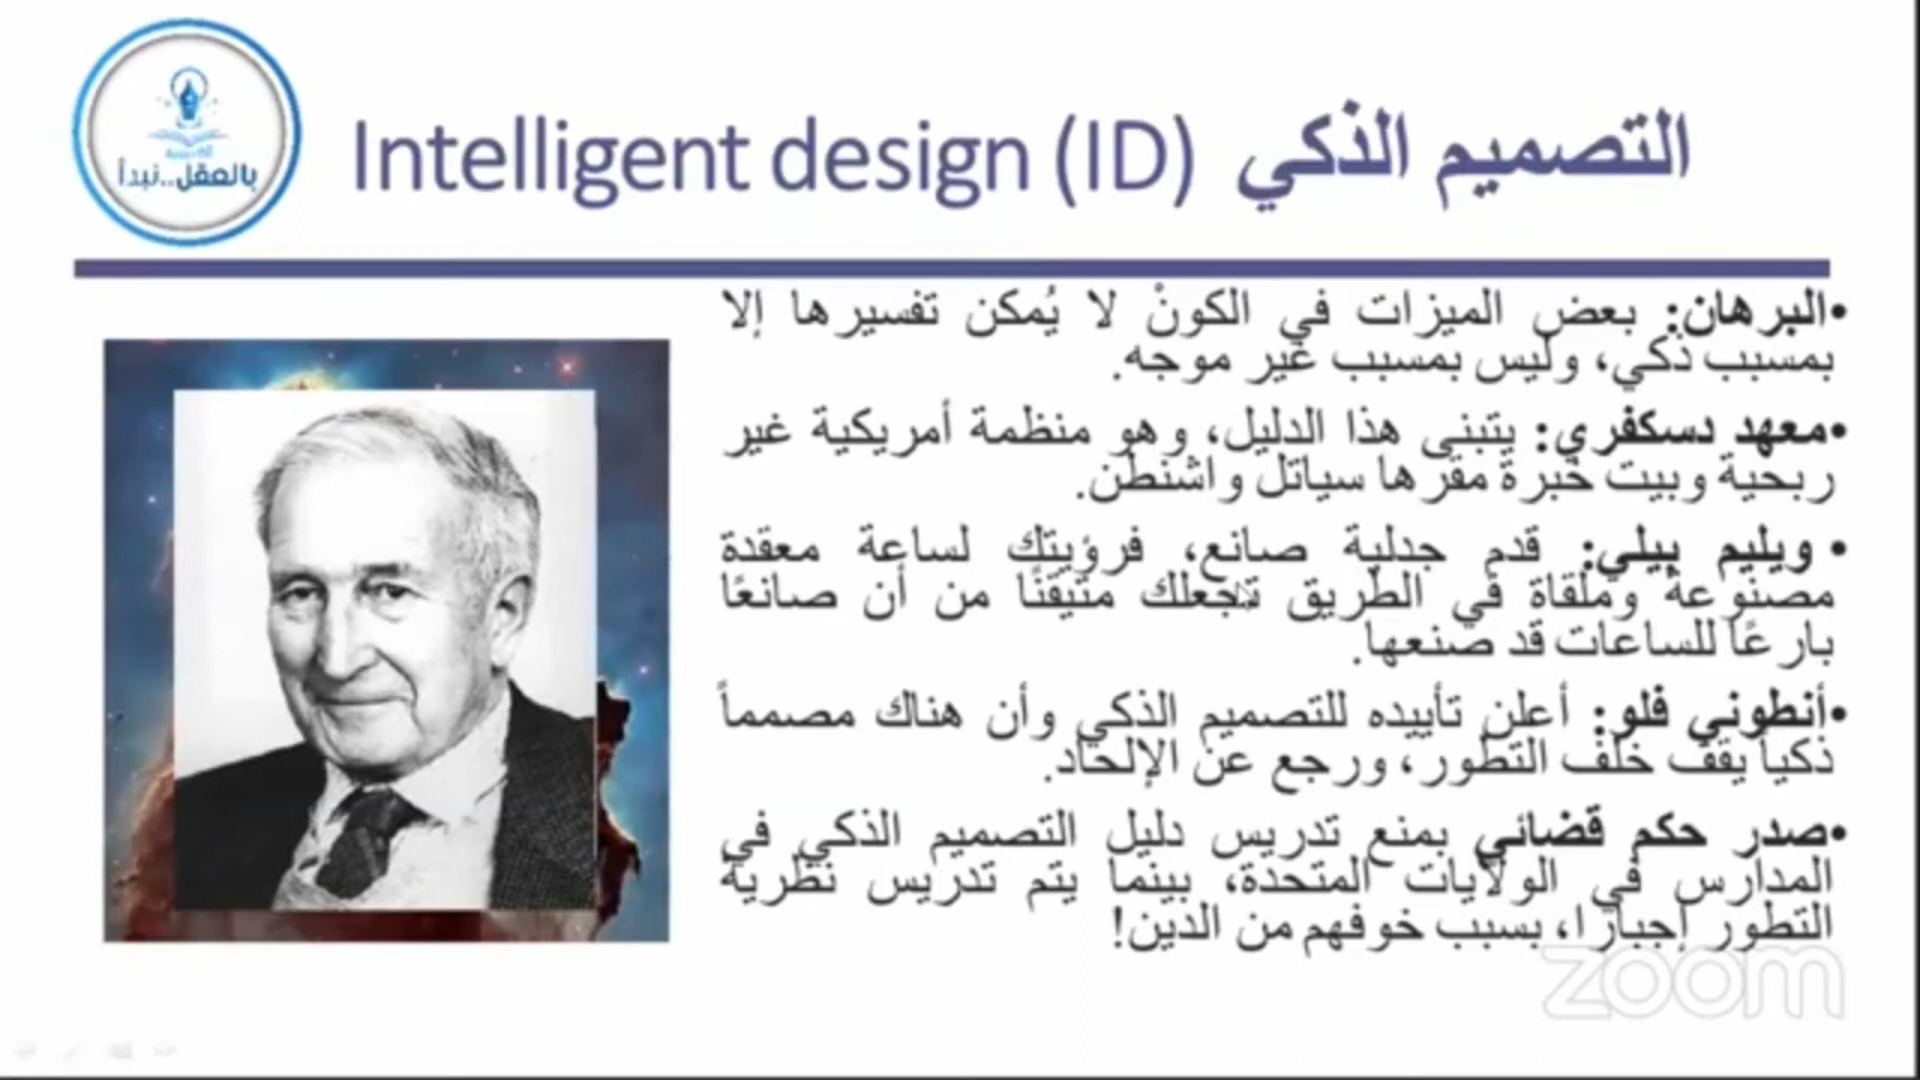 بالعقل..نبدأ
التصميم الذكي Intelligent design (ID)
•البرهان: بعض الميزات في الكونْ لا يُمكن تفسيرها إلا
بمسبب ذكي، وليس بمسبب غير موجه.
•معهد دسكفري: يتبنى هذا الدليل، وهو منظمة أمريكية غير
ربحية وبيت خبرة مقرها سياتل واشنطن.
• ويليم بيلي: قدم جدلية صانع، فرؤيتك لساعة معقدة
مصنوعة وملقاة في الطريق تجعلك متيقنًا من أن صانعًا
بارعًا للساعات قد صنعها.
•أنطوني فلو: أعلن تأييده للتصميم الذكي وأن هناك مصمماً
ذكياً يقف خلف التطور، ورجع عن الإلحاد.
•صدر حكم قضائي بمنع تدريس دليل التصميم الذكي في
المدارس في الولايات المتحدة، بينما يتم تدريس نظرية
التطور إجبارًا، بسبب خوفهم من الدين!
zoom